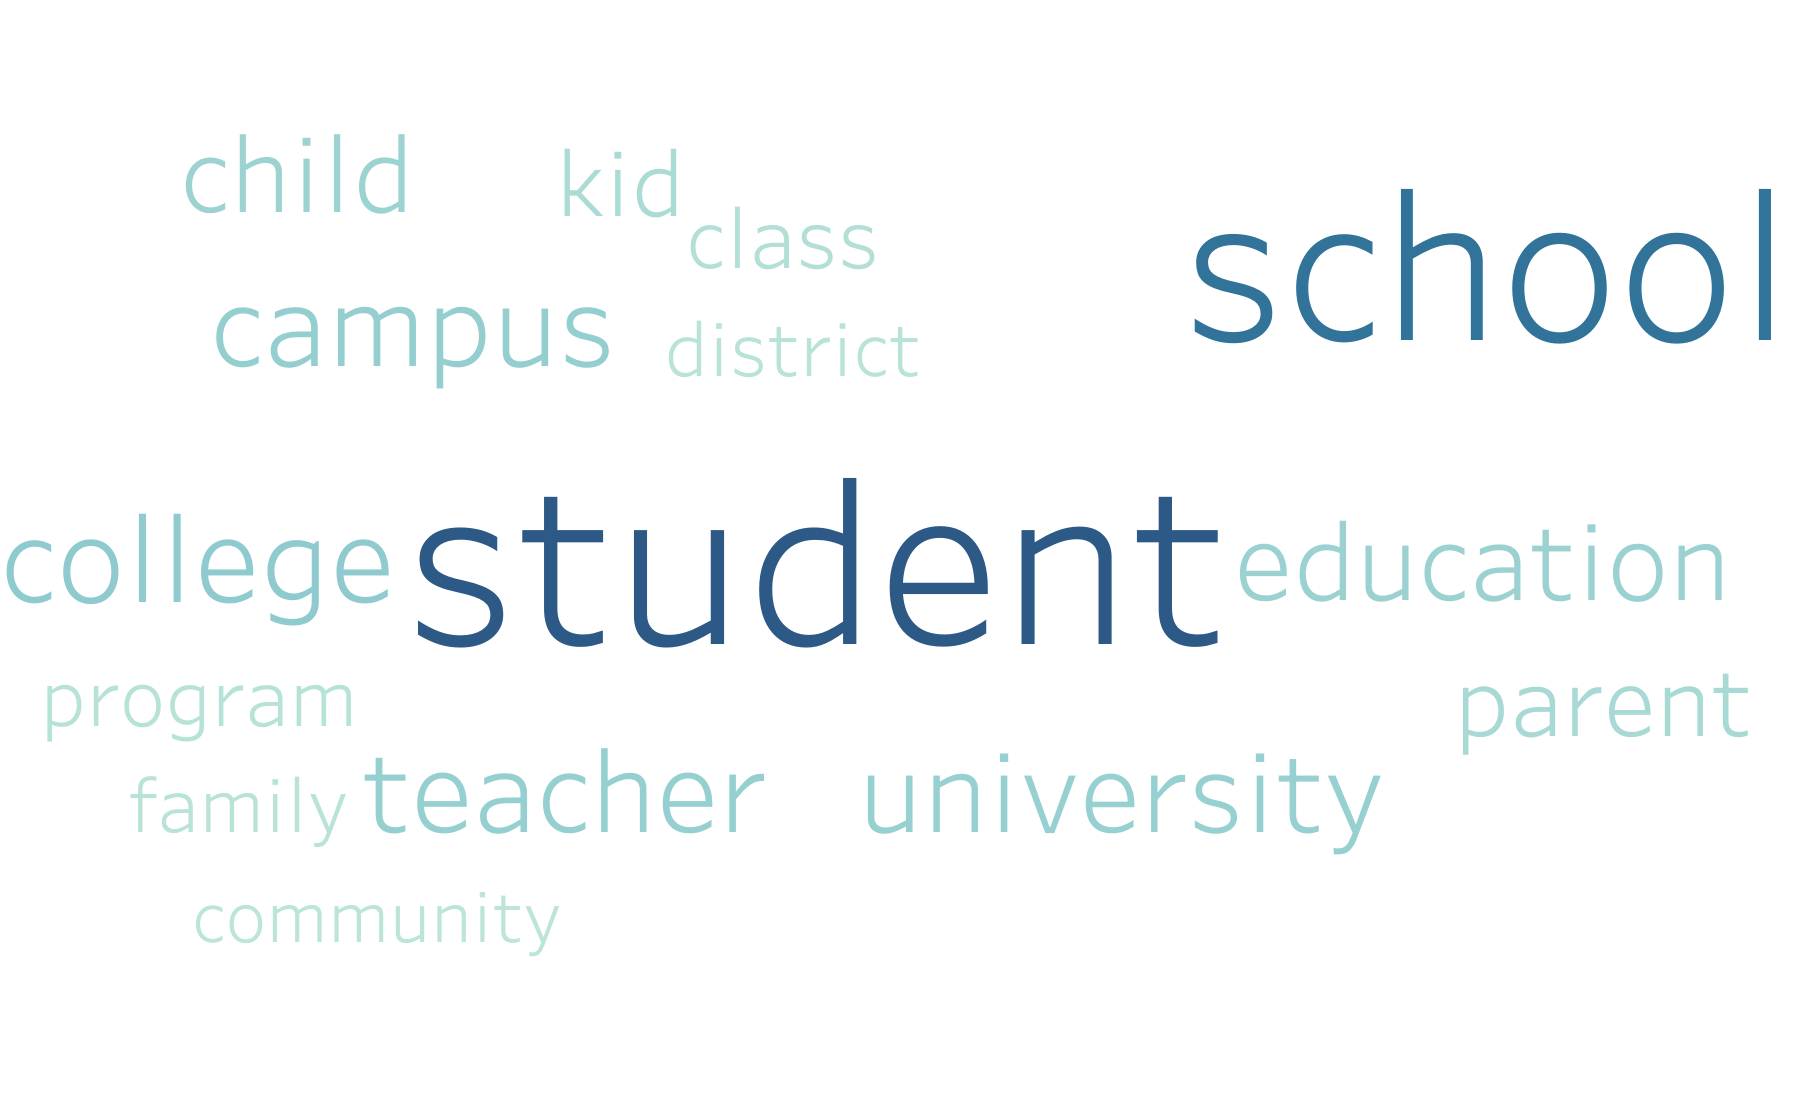 child
kid
class
school
campus
district
college
student
education
program
parent
family
teacher
university
community